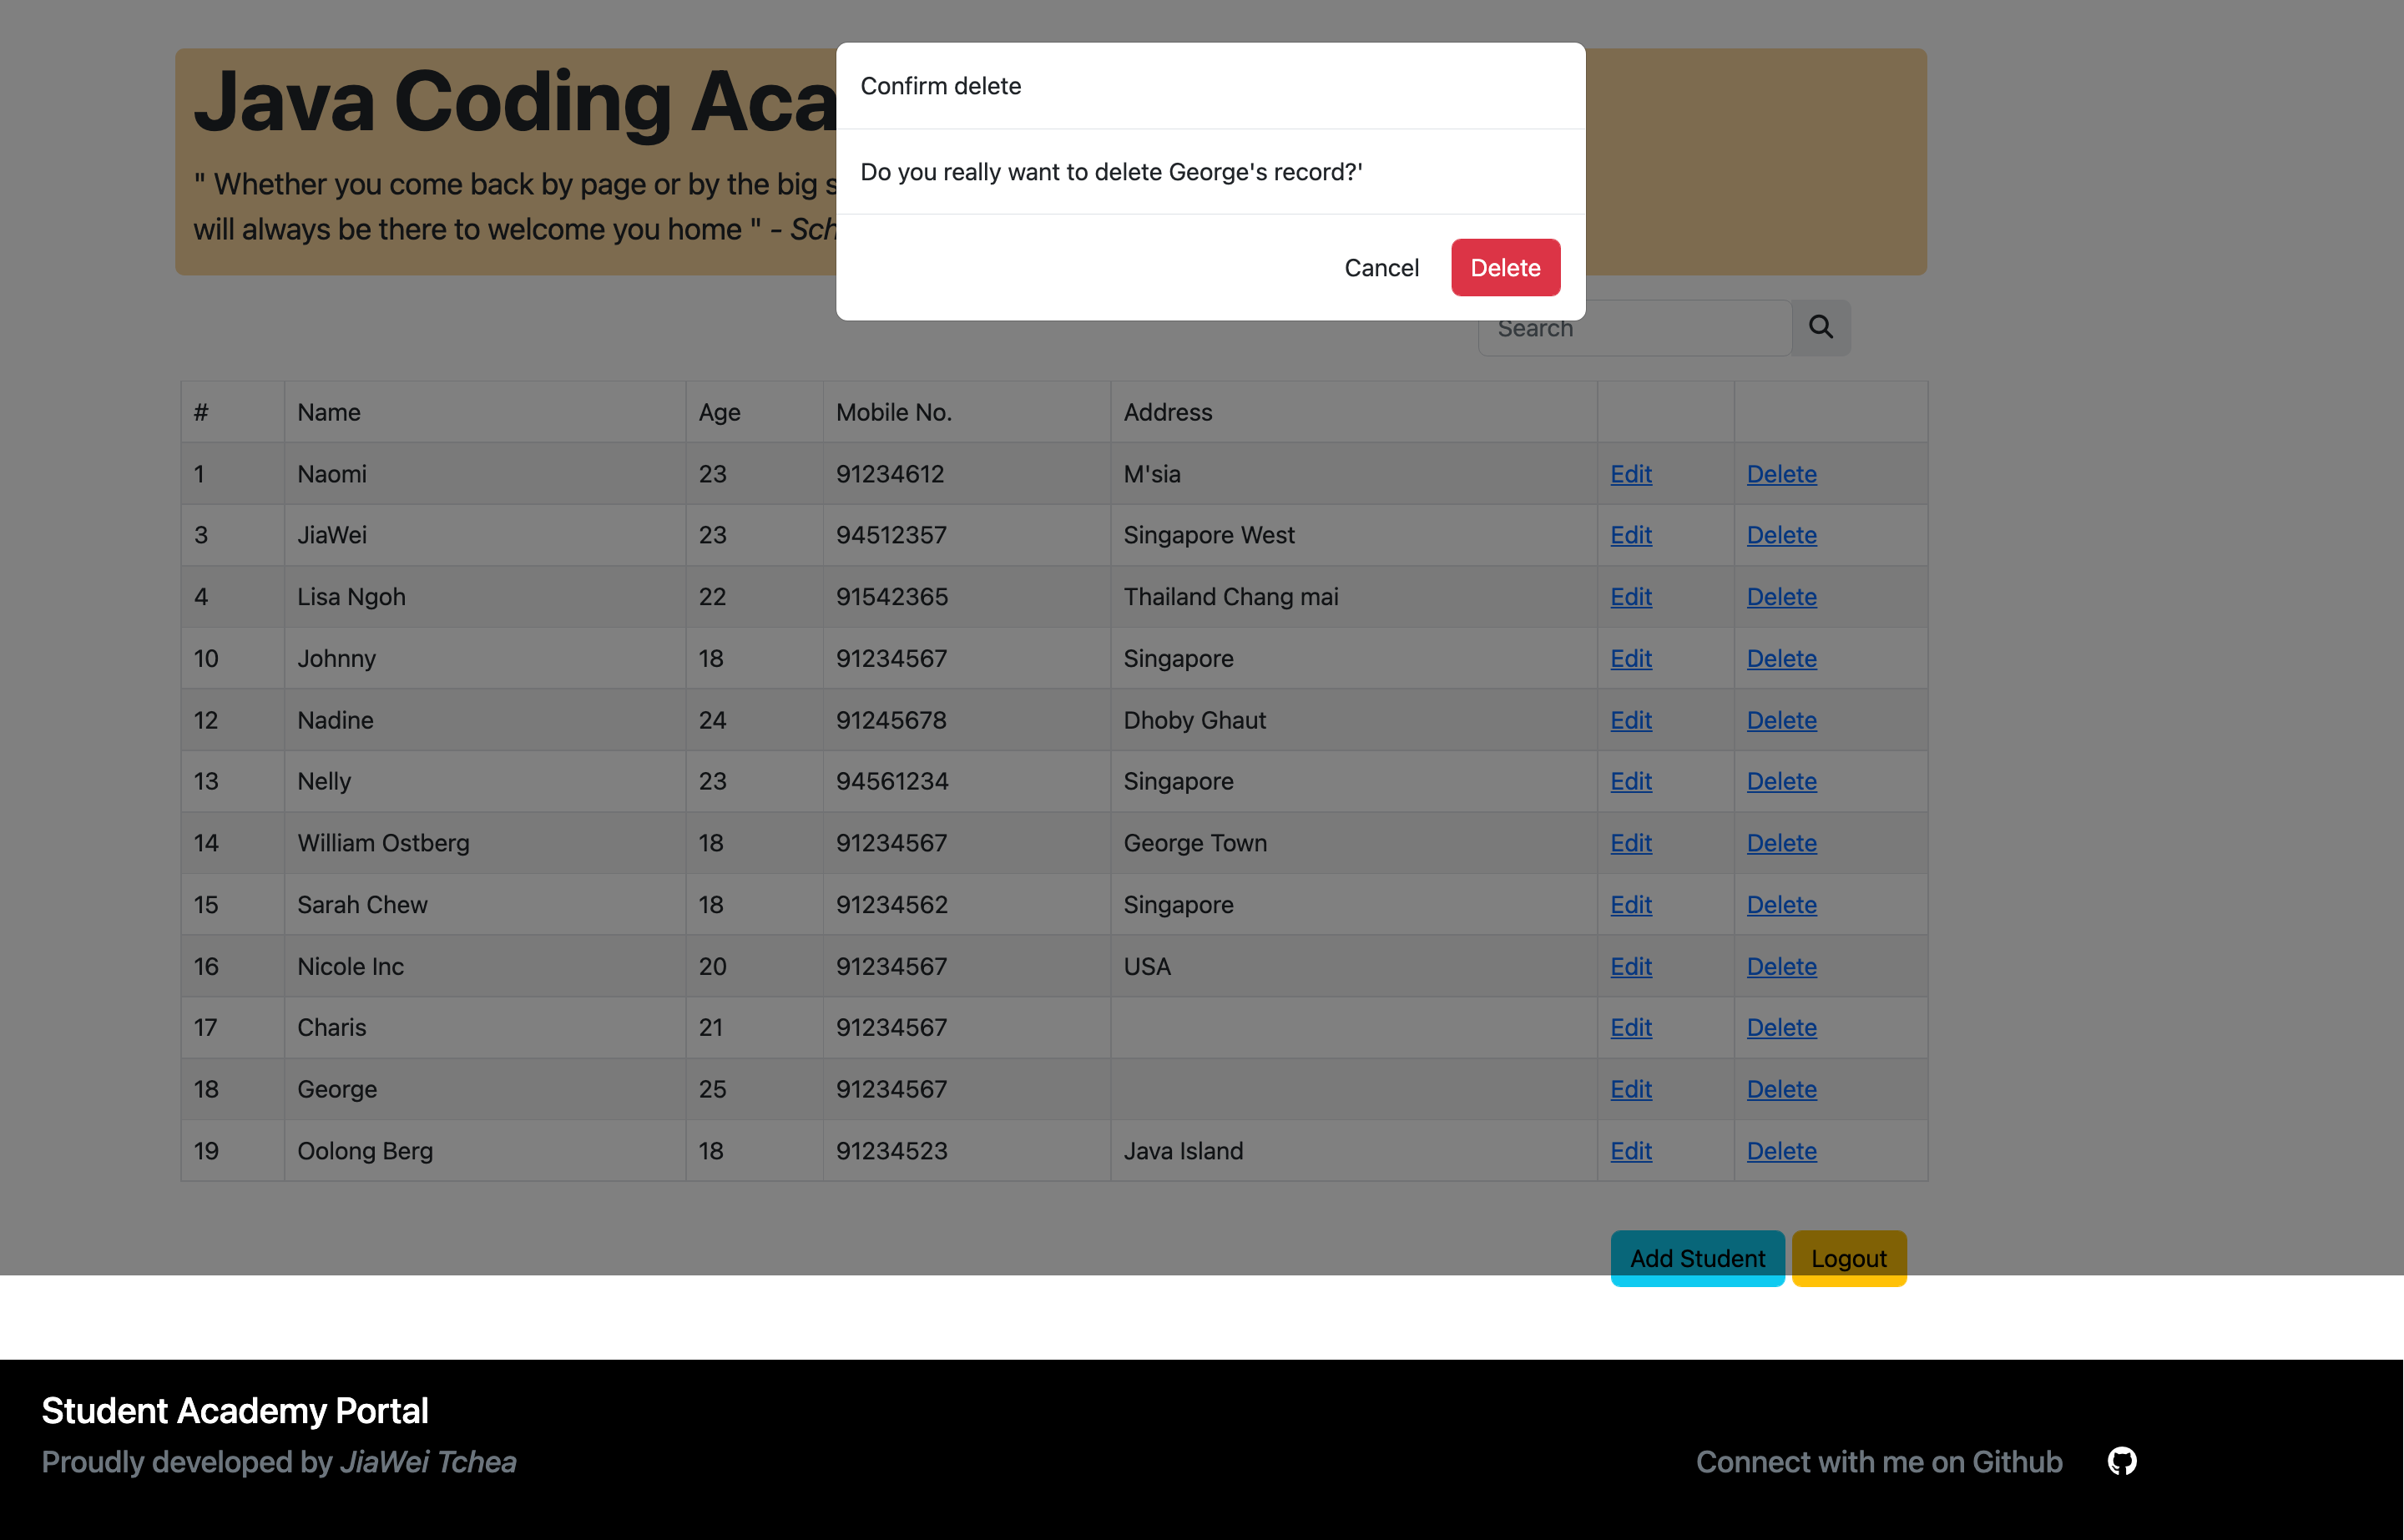 Confirm delete
Do you really want to delete George's record?'
Cancel Delete
Java Coding
" Whether you come back by page or by the big
will always be there to welcome you home " -
Search
# Name Age Mobile No. Address
1 Naomi 23 91234612 M'sia Edit Delete
3 JiaWei 23 94512357 Singapore West Edit Delete
4 Lisa Ngoh 22 91542365 Thailand Chang mai Edit Delete
10 Johnny 18 91234567 Singapore Edit Delete
12 Nadine 24 91245678 Dhoby Ghaut Edit Delete
13 Nelly 23 94561234 Singapore Edit Delete
14 William Ostberg 18 91234567 George Town Edit Delete
15 Sarah Chew 18 91234562 Singapore Edit Delete
16 Nicole Inc 20 91234567 USA Edit Delete
17 Charis 21 91234567 Edit Delete
18 George 25 91234567 Edit Delete
19 Oolong Berg 18 91234523 Java Island Edit Delete
Add Student Logout
Student Academy Portal
Proudly developed by JiaWei Tchea
Connect with me on Github